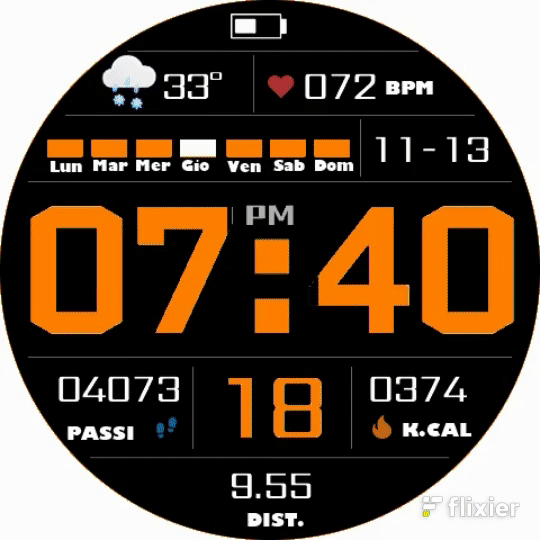 33° 072 BPM
Lun Mar Mer Gio Ven Sab Dom 11-13
PM
07:40
04073 18 0374
PASSI K.CAL
9.55
DIST.
flixier